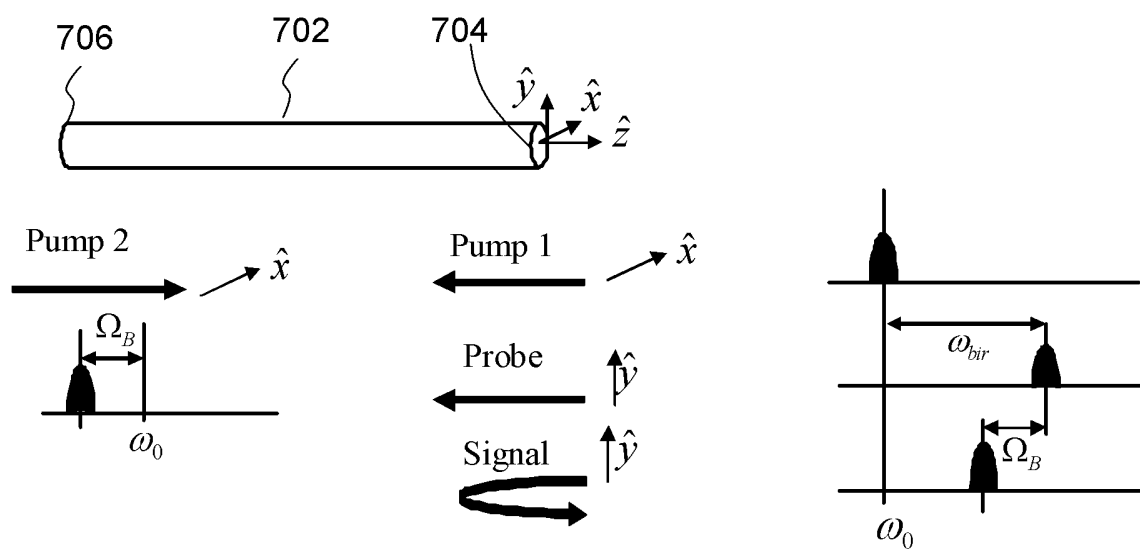 706
702
704
ŷ
x̂
ẑ
Pump 2
x̂
Ω_B
ω_0
Pump 1
x̂
Probe
ŷ
Signal
ŷ
ω_bir
Ω_B
ω_0